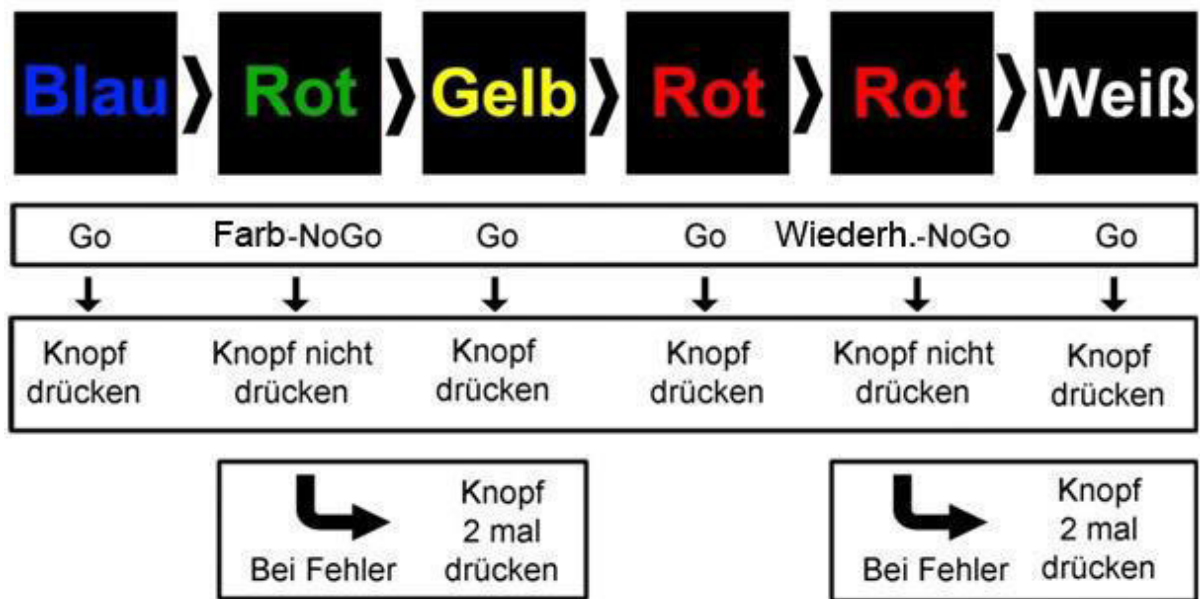 Blau Rot Gelb Rot Rot Weiß
Go Farb-NoGo Go Go Wiederh.-NoGo Go
Knopf Knopf nicht Knopf Knopf Knopf nicht Knopf
drücken drücken drücken drücken drücken drücken
Knopf
2 mal
Bei Fehler drücken
Knopf
2 mal
Bei Fehler drücken